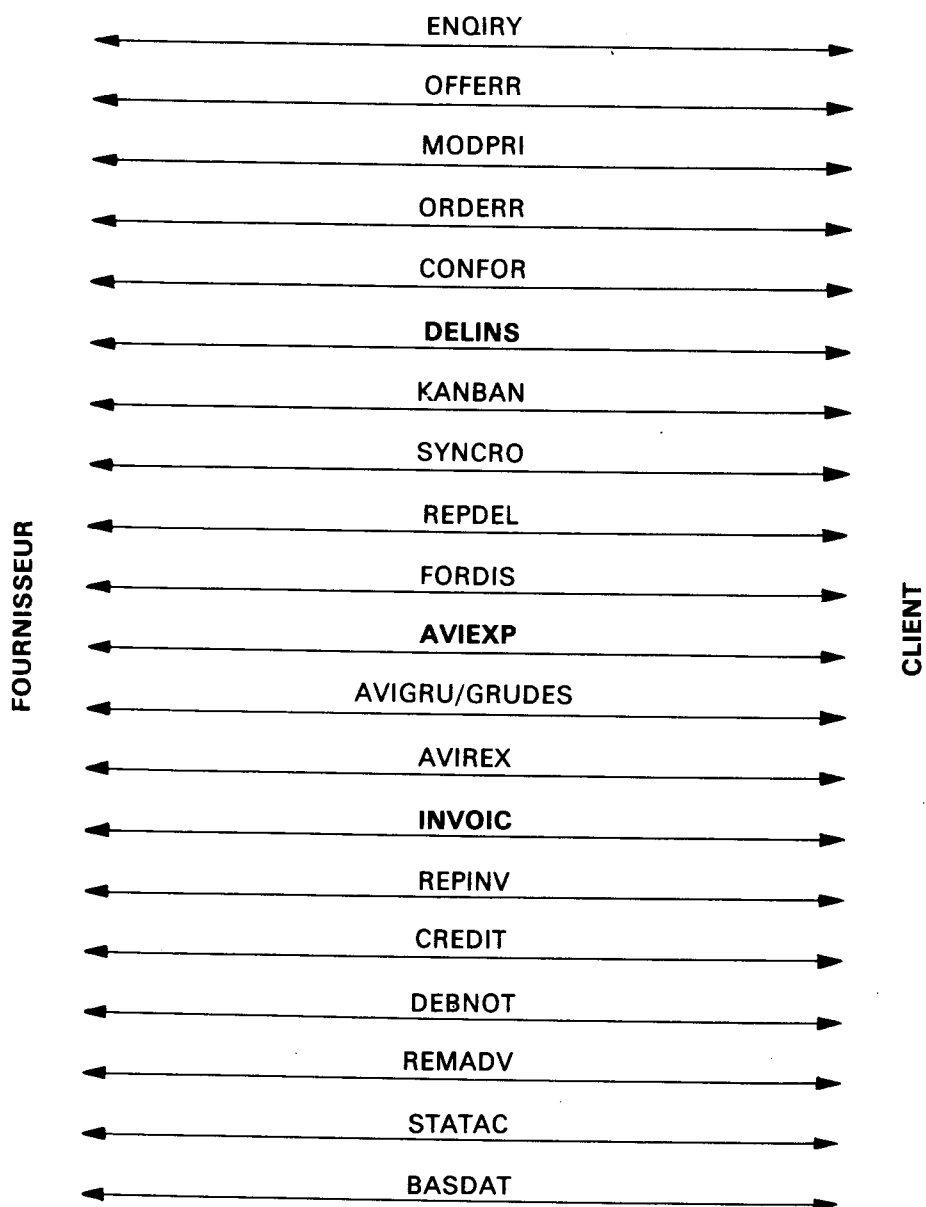 ENQIRY
OFFERR
MODPRI
ORDERR
CONFOR
DELINS
KANBAN
SYNCRO
REPDEL
FOURNISSEUR
FORDIS
CLIENT
AVIEXP
AVIGRU/GRUDES
AVIREX
INVOIC
REPINV
CREDIT
DEBNOT
REMADV
STATAC
BASDAT